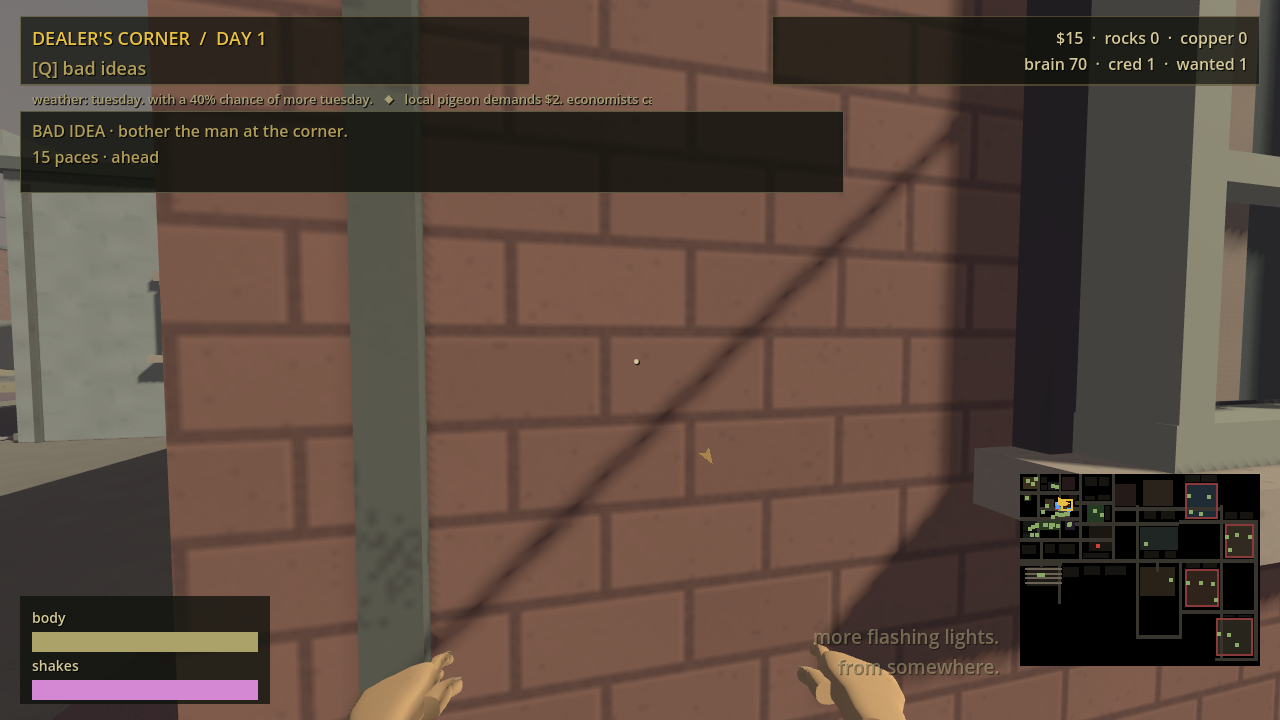 DEALER'S CORNER / DAY 1
[Q] bad ideas
$15 · rocks 0 · copper 0
brain 70 · cred 1 · wanted 1
weather: tuesday. with a 40% chance of more tuesday. ◆ local pigeon demands $2. economists
BAD IDEA · bother the man at the corner.
15 paces · ahead
more flashing lights.
from somewhere.
body
shakes